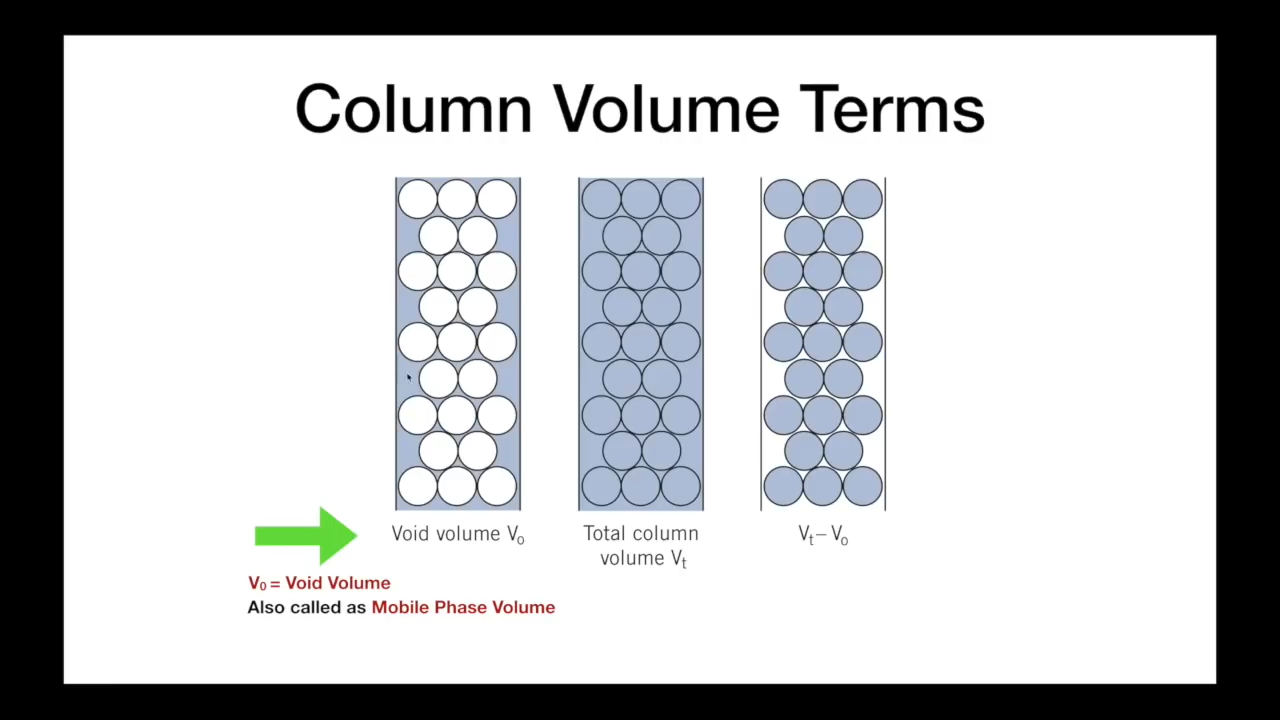 Column Volume Terms
Void volume V₀
Total column
volume Vₜ
Vₜ – V₀
V₀ = Void Volume
Also called as Mobile Phase Volume